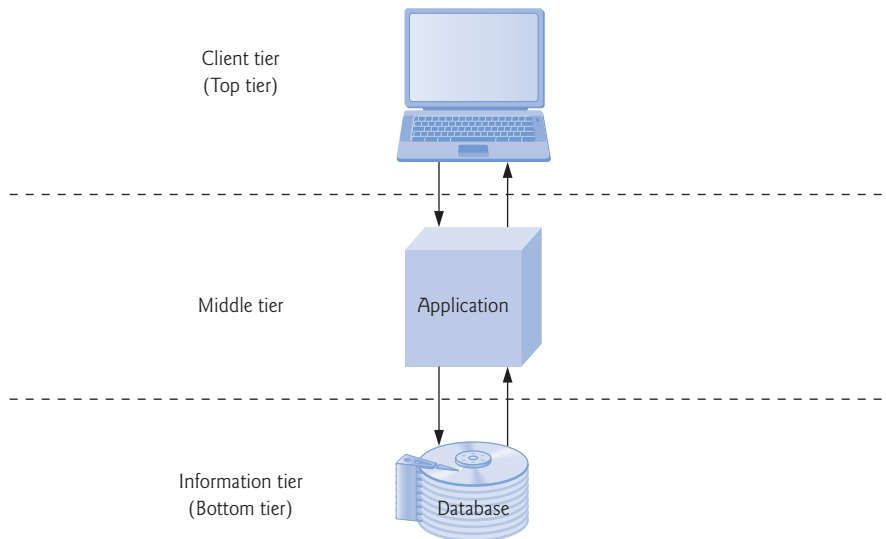 Client tier
(Top tier)
Middle tier
Application
Information tier
(Bottom tier)
Database